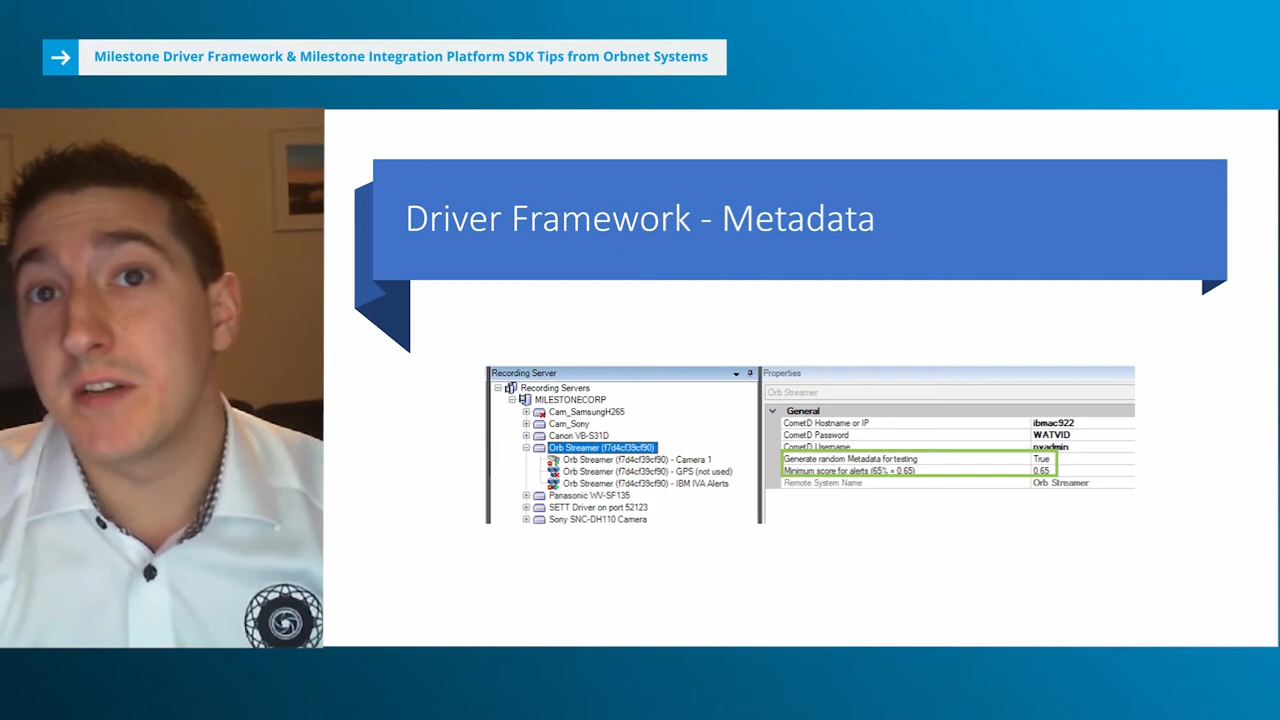 Milestone Driver Framework & Milestone Integration Platform SDK Tips from Orbnet Systems
Driver Framework - Metadata
Recording Server
Recording Servers
MILESTONECORP
Cam_SamsungH265
Cam_Sony
Canon VB-S31D
Orb Streamer (f7d4cf39cf90)
Orb Streamer (f7d4cf39cf90) - Camera 1
Orb Streamer (f7d4cf39cf90) - GPS (not used)
Orb Streamer (f7d4cf39cf90) - IBM IVA Alerts
Panasonic WV-SF135
SETT Driver on port 52123
Sony SNC-DH110 Camera
Properties
Orb Streamer
General
CometD Hostname or IP ibmac922
CometD Password WATVID
CometD Username
Generate random Metadata for testing True
Minimum score for alerts (65% = 0.65) 0.65
Remote System Name Orb Streamer